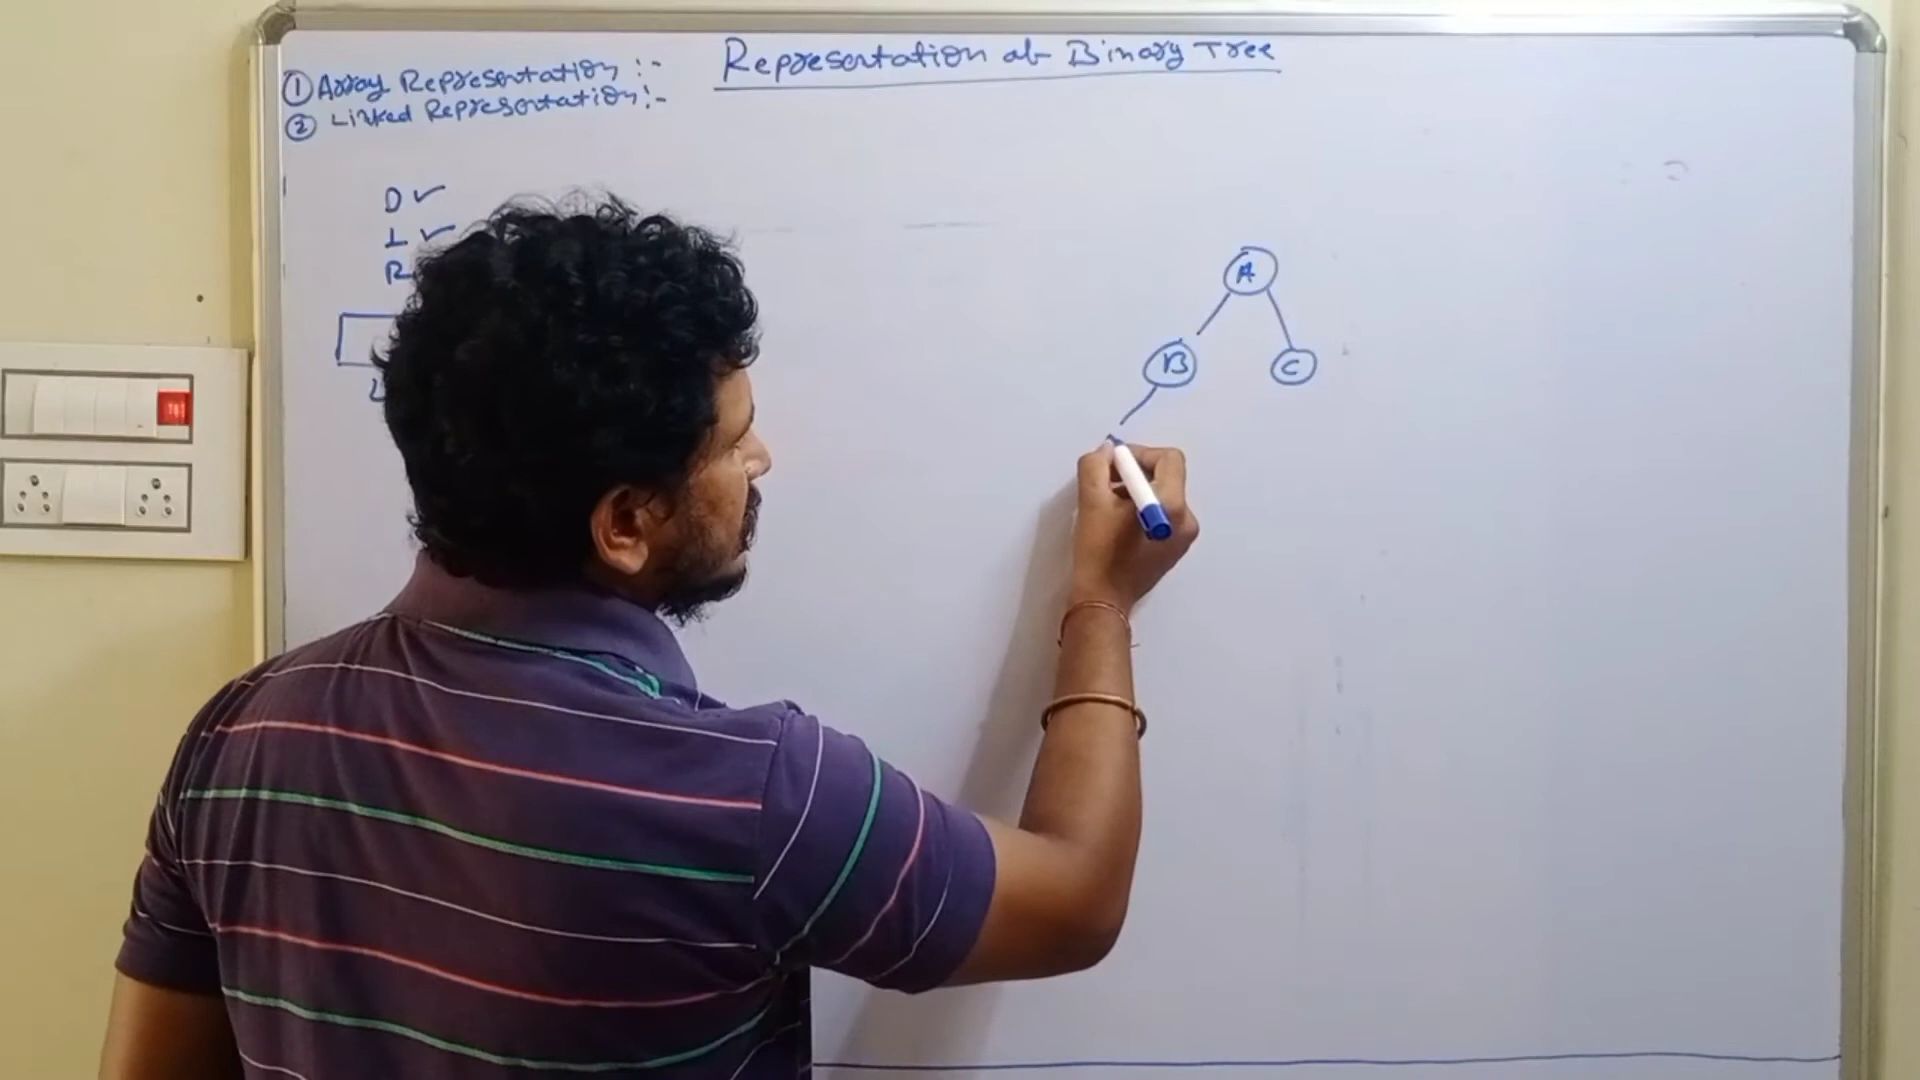 Representation of Binary Tree
① Array Representation :-
② Linked Representation :-
D ✓
L ✓
R
L
A
B
C